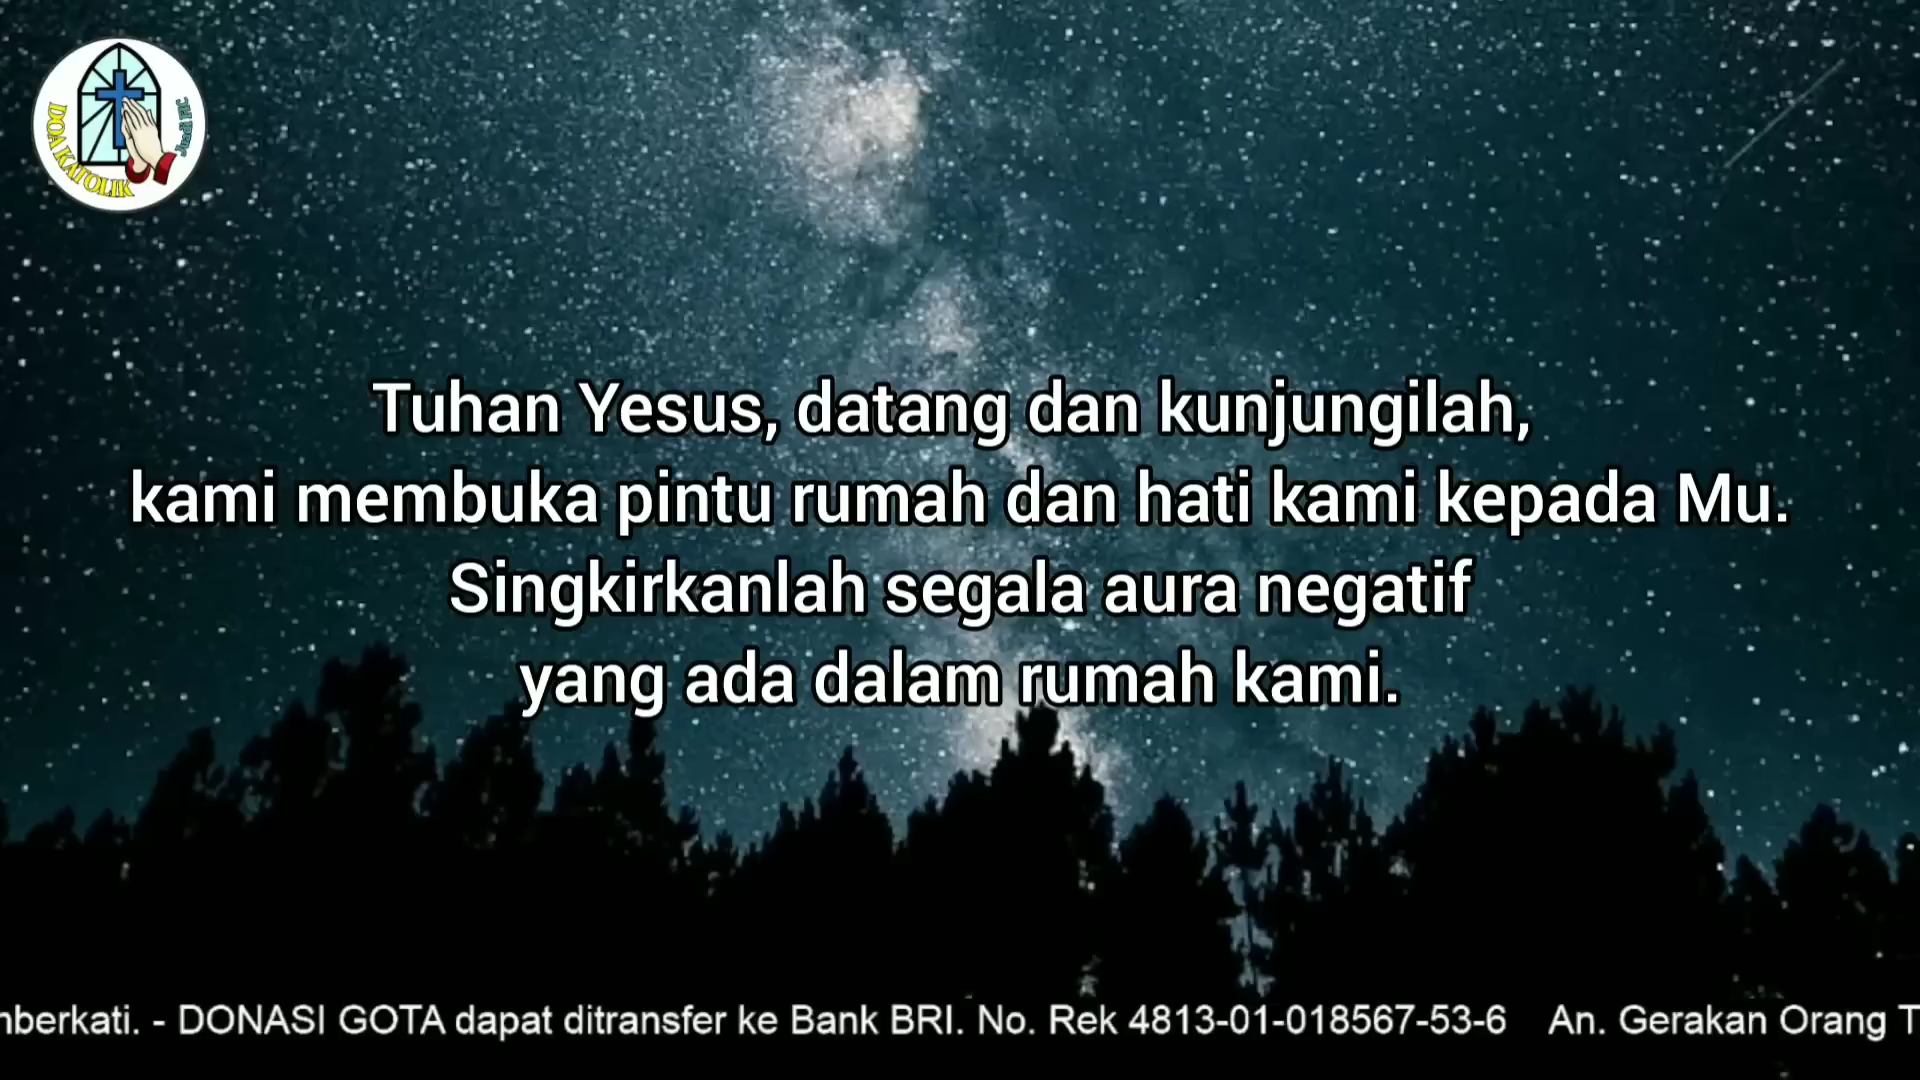 DOA KATOLIK
Tuhan Yesus, datang dan kunjungilah,
kami membuka pintu rumah dan hati kami kepada Mu.
Singkirkanlah segala aura negatif
yang ada dalam rumah kami.
nberkati. - DONASI GOTA dapat ditransfer ke Bank BRI. No. Rek 4813-01-018567-53-6 An. Gerakan Orang T